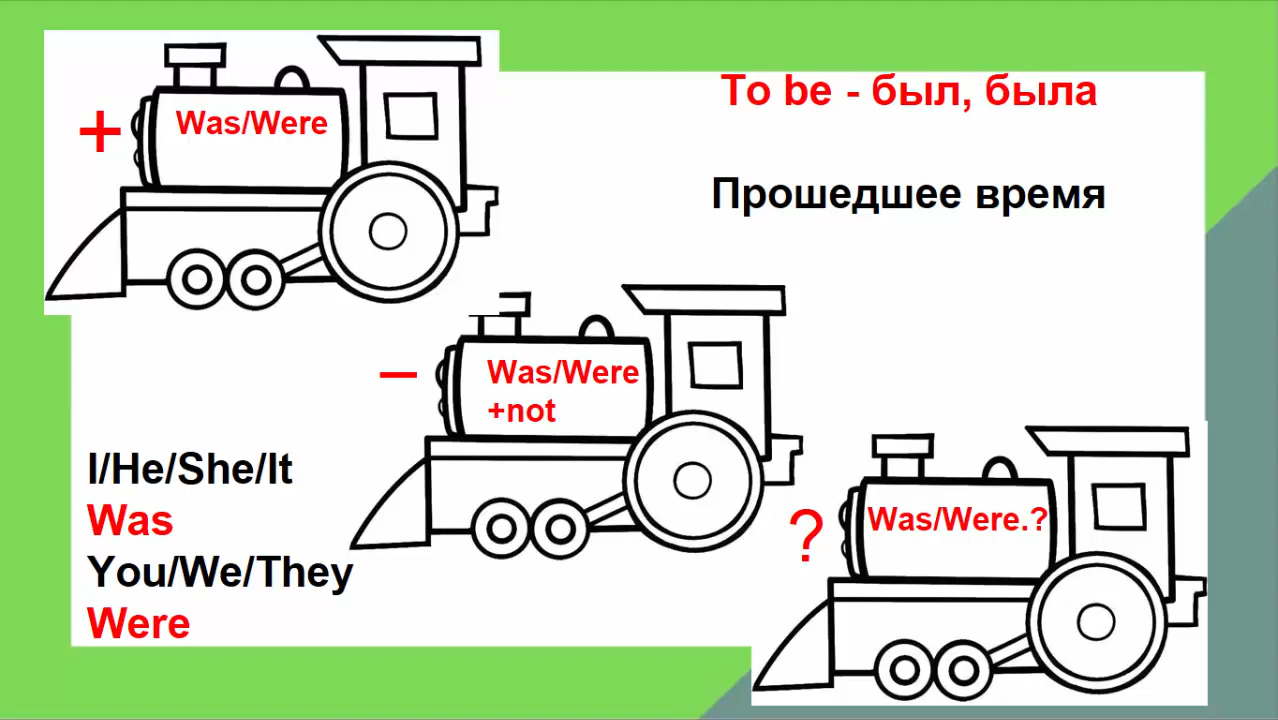 To be - был, была
Прошедшее время
+
Was/Were
–
Was/Were
+not
?
Was/Were.?
I/He/She/It
Was
You/We/They
Were